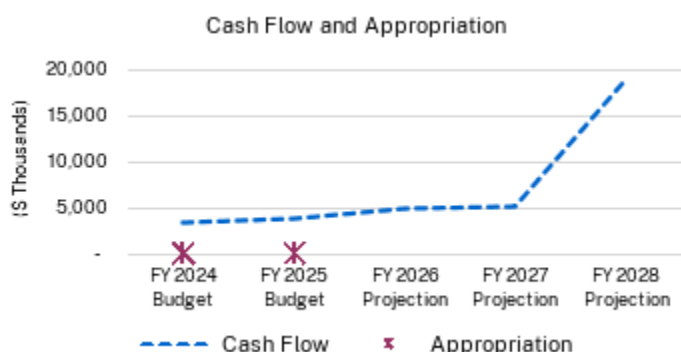 Cash Flow and Appropriation
($ Thousands)
20,000
15,000
10,000
5,000
-
FY 2024 FY 2025 FY 2026 FY 2027 FY 2028
Budget Budget Projection Projection Projection
Cash Flow Appropriation